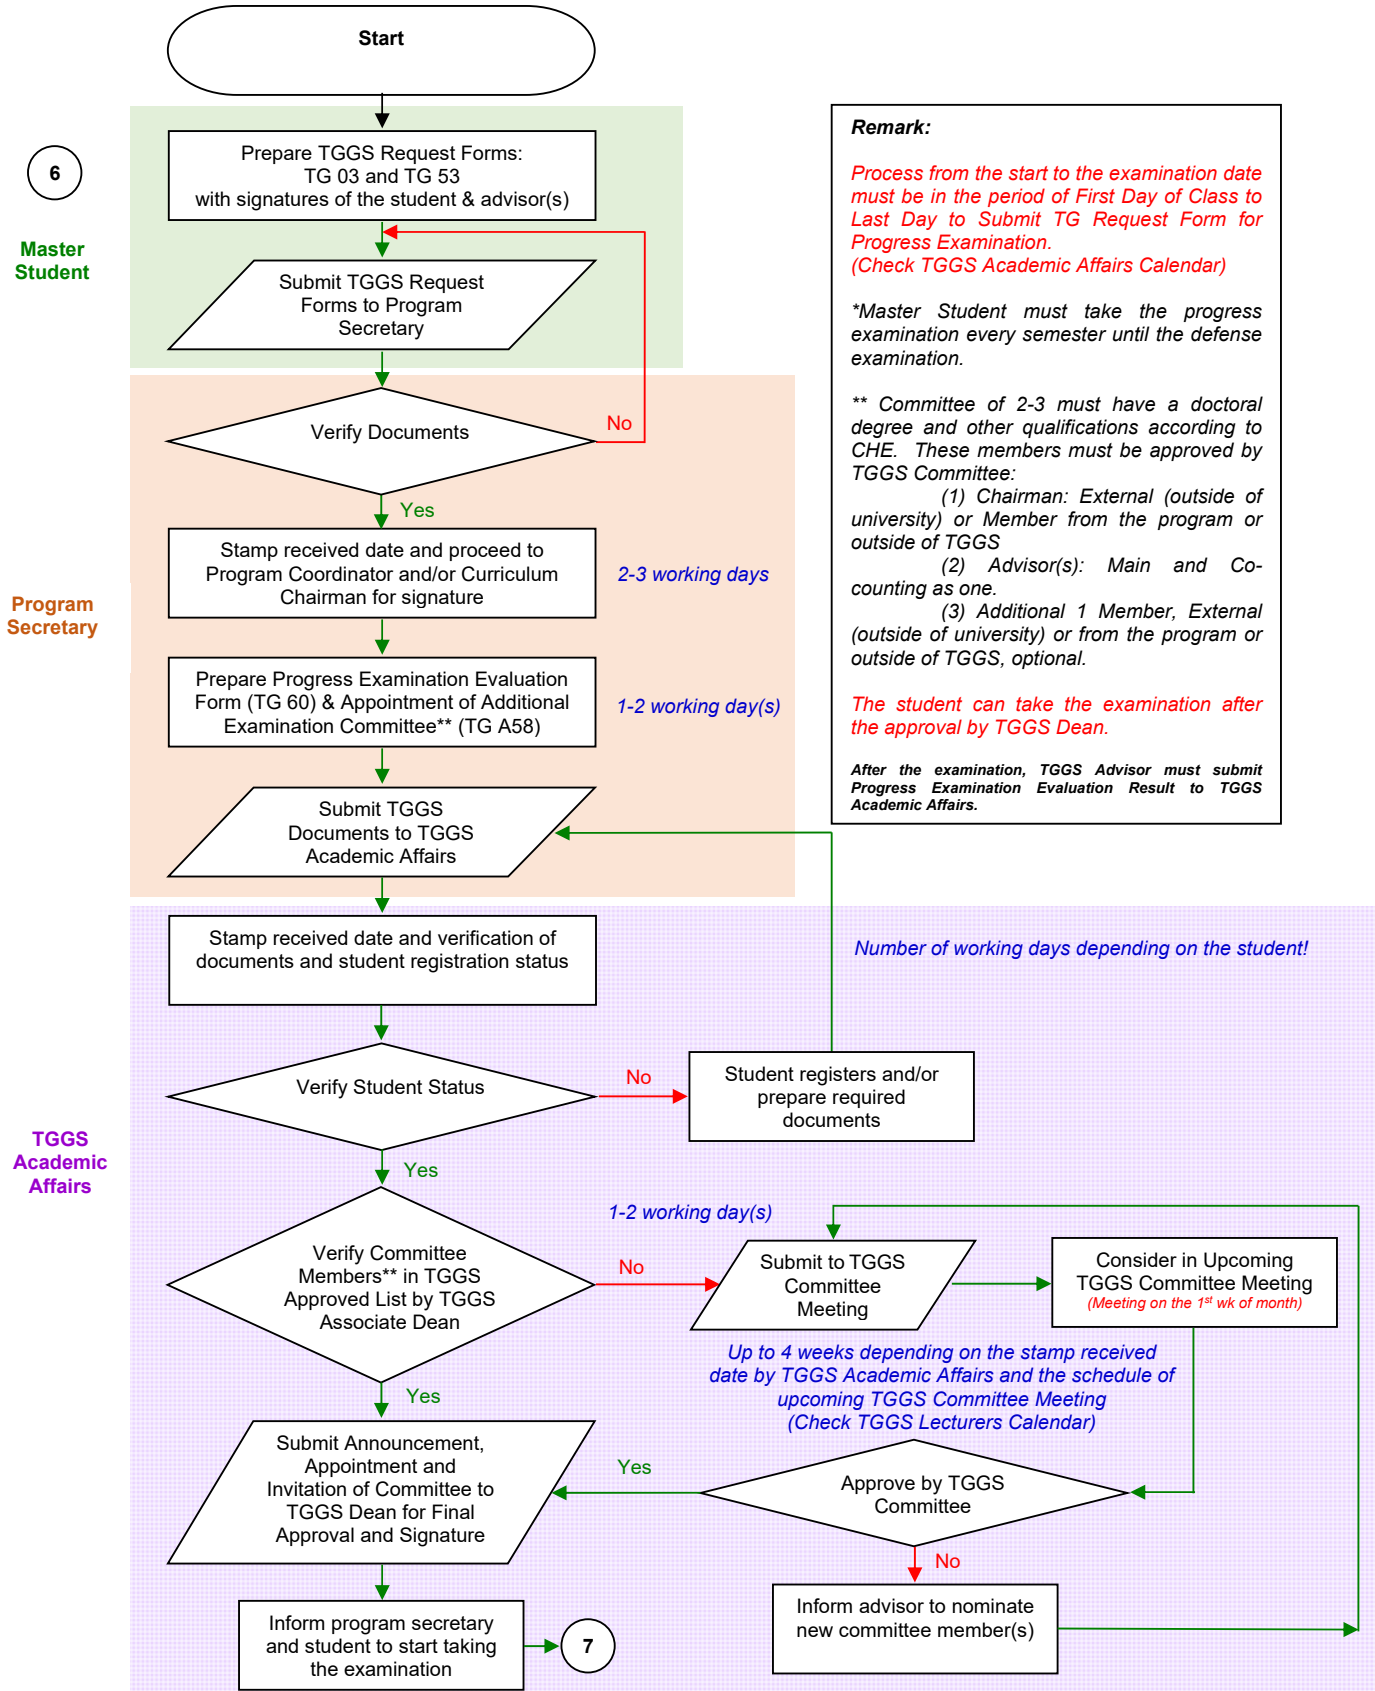 Start
6
Master
Student
Prepare TGGS Request Forms:
TG 03 and TG 53
with signatures of the student & advisor(s)
Submit TGGS Request
Forms to Program
Secretary
Remark:
Process from the start to the examination date
must be in the period of First Day of Class to
Last Day to Submit TG Request Form for
Progress Examination.
(Check TGGS Academic Affairs Calendar)
*Master Student must take the progress
examination every semester until the defense
examination.
** Committee of 2-3 must have a doctoral
degree and other qualifications according to
CHE. These members must be approved by
TGGS Committee:
(1) Chairman: External (outside of
university) or Member from the program or
outside of TGGS
(2) Advisor(s): Main and Co-
counting as one.
(3) Additional 1 Member, External
(outside of university) or from the program or
outside of TGGS, optional.
The student can take the examination after
the approval by TGGS Dean.
After the examination, TGGS Advisor must submit
Progress Examination Evaluation Result to TGGS
Academic Affairs.
Program
Secretary
Verify Documents
No
Yes
Stamp received date and proceed to
Program Coordinator and/or Curriculum
Chairman for signature
2-3 working days
Prepare Progress Examination Evaluation
Form (TG 60) & Appointment of Additional
Examination Committee** (TG A58)
1-2 working day(s)
Submit TGGS
Documents to TGGS
Academic Affairs
TGGS
Academic
Affairs
Stamp received date and verification of
documents and student registration status
Number of working days depending on the student!
Verify Student Status
No
Student registers and/or
prepare required
documents
Yes
Verify Committee
Members** in TGGS
Approved List by TGGS
Associate Dean
1-2 working day(s)
No
Submit to TGGS
Committee
Meeting
Consider in Upcoming
TGGS Committee Meeting
(Meeting on the 1st wk of month)
Up to 4 weeks depending on the stamp received
date by TGGS Academic Affairs and the schedule of
upcoming TGGS Committee Meeting
(Check TGGS Lecturers Calendar)
Yes
Submit Announcement,
Appointment and
Invitation of Committee to
TGGS Dean for Final
Approval and Signature
Yes
Approve by TGGS
Committee
No
Inform advisor to nominate
new committee member(s)
Inform program secretary
and student to start taking
the examination
7